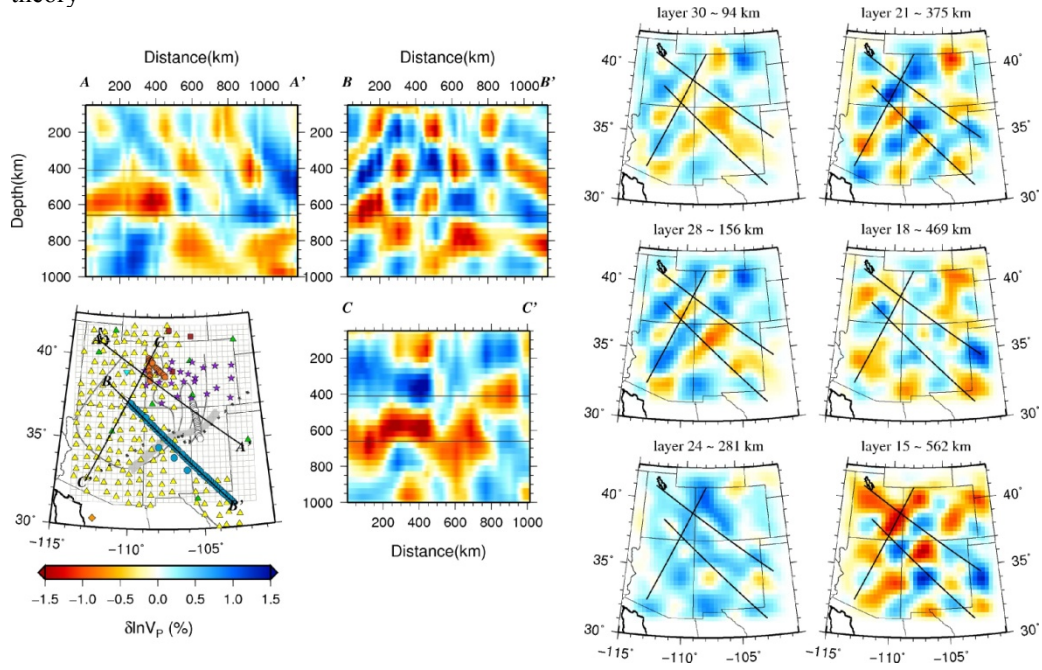 theory
Distance(km)
A 200 400 600 800 1000 A'
Distance(km)
B 200 400 600 800 1000 B'
Depth(km)
200
400
600
800
1000
200
400
600
800
1000
C C'
200
400
600
800
1000
0 200 400 600 800 1000
Distance(km)
A
C
B
A'
C'
B'
40˚
35˚
30˚
−115˚ −110˚ −105˚
−1.5 −1.0 −0.5 0.0 0.5 1.0 1.5
δlnVP (%)
layer 30 ~ 94 km
40˚
35˚
30˚
layer 21 ~ 375 km
40˚
35˚
30˚
layer 28 ~ 156 km
40˚
35˚
30˚
layer 18 ~ 469 km
40˚
35˚
30˚
layer 24 ~ 281 km
40˚
35˚
30˚
−115˚ −110˚ −105˚
layer 15 ~ 562 km
40˚
35˚
30˚
−115˚ −110˚ −105˚